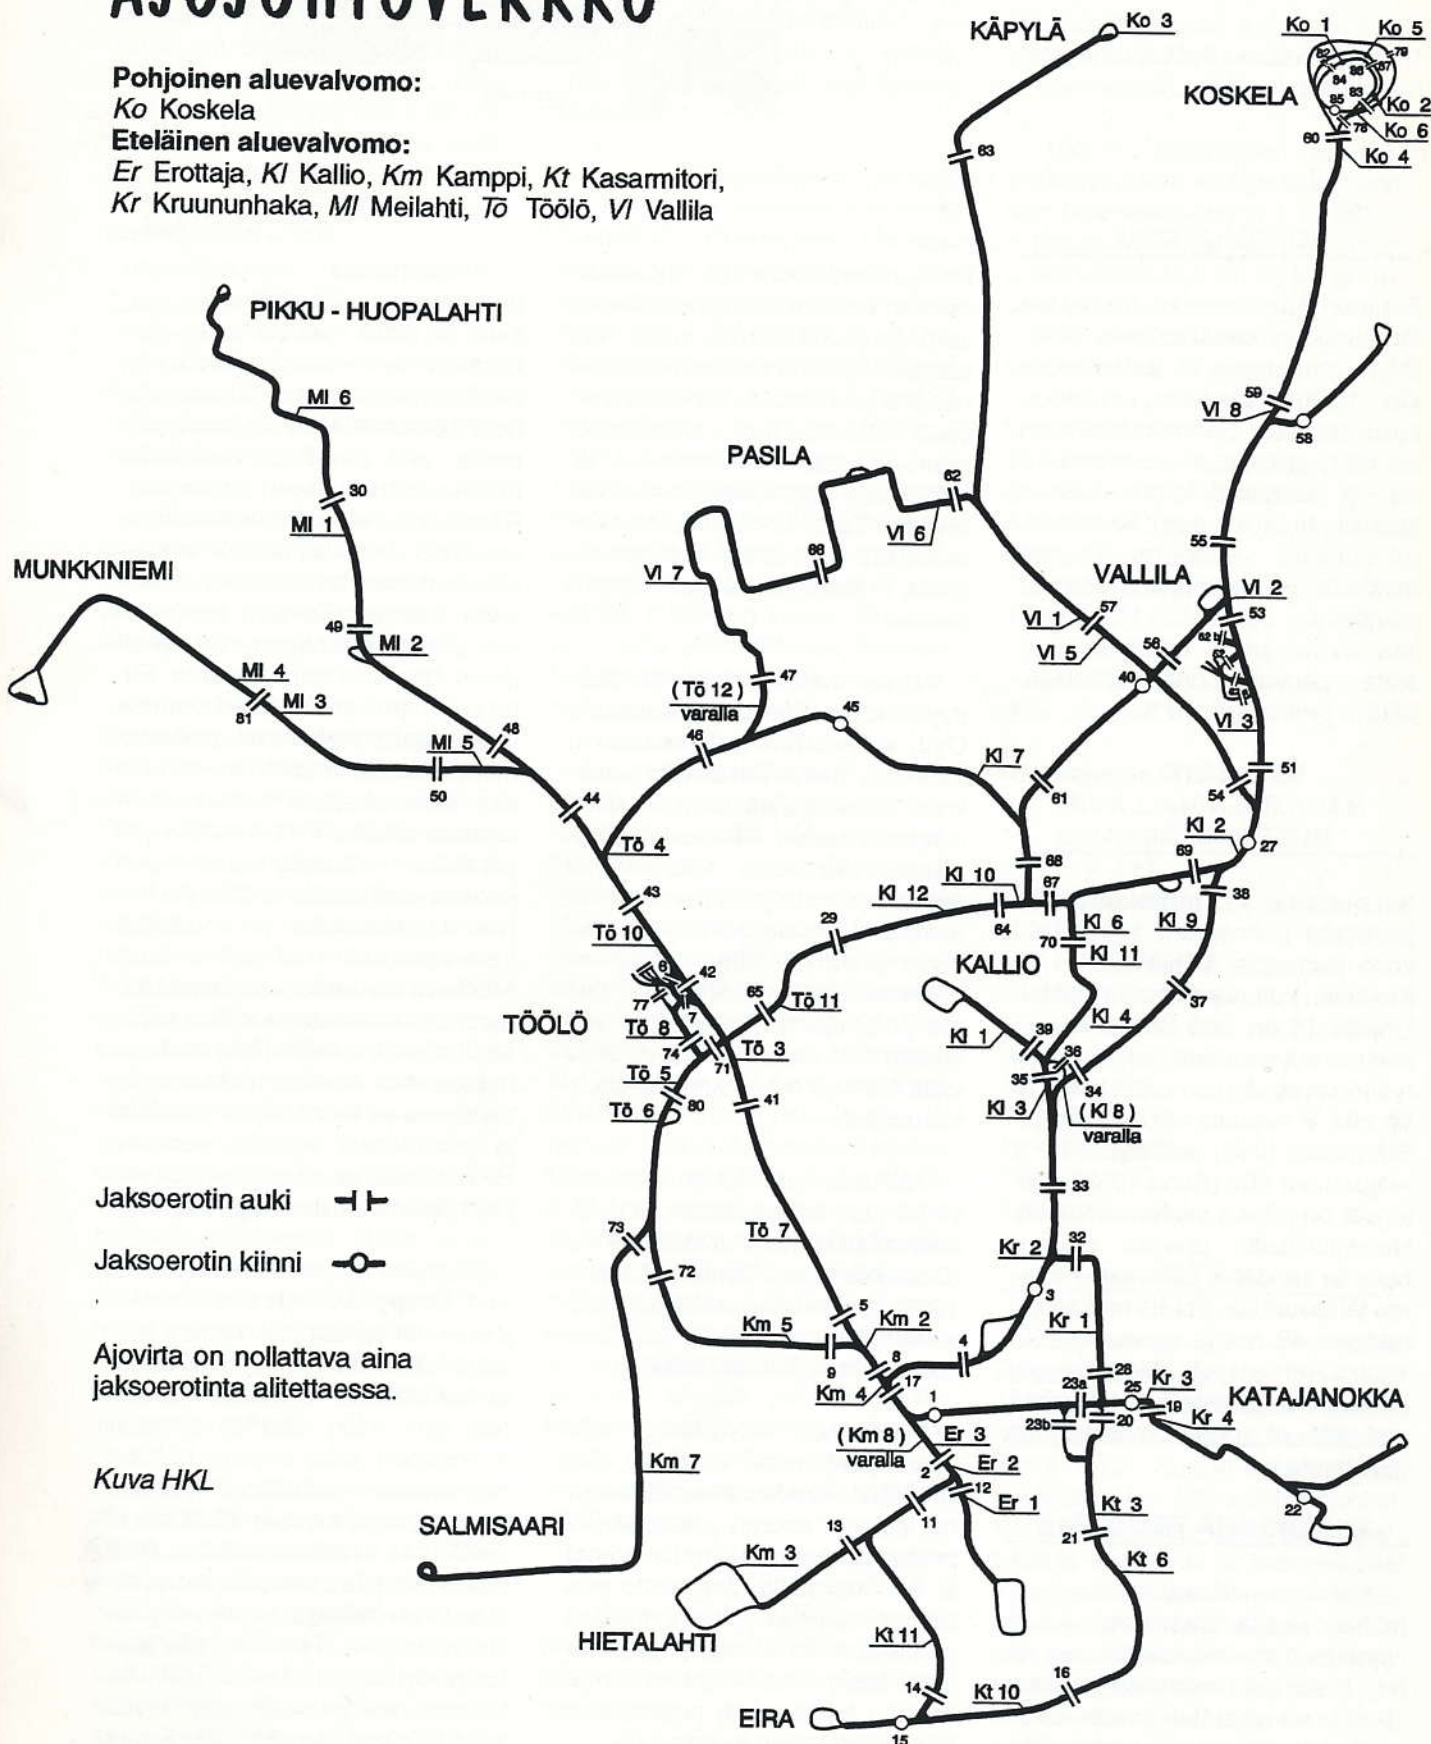 AJOJOHTOVERKKO
Pohjoinen aluevalvomo:
Ko Koskela
Eteläinen aluevalvomo:
Er Erottaja, Kl Kallio, Km Kamppi, Kt Kasarmitori,
Kr Kruununhaka, Ml Meilahti, Tö Töölö, Vl Vallila
KÄPYLÄ
Ko 3
Ko 1
Ko 5
82
79
86
87
84
83
85
KOSKELA
Ko 2
78
Ko 6
60
Ko 4
63
PIKKU - HUOPALAHTI
Ml 6
59
Vl 8
58
PASILA
62
30
Ml 1
Vl 6
55
66
MUNKKINIEMI
Vl 7
VALLILA
Vl 2
57
53
Vl 1
49
Ml 2
52 b
Vl 5
56
Ml 4
47
40
81
Ml 3
(Tö 12)
varalla
45
Vl 3
46
48
Ml 5
Kl 7
50
51
61
54
44
Kl 2
27
Tö 4
69
68
Kl 10
67
43
Kl 12
38
29
64
Kl 6
Kl 9
Tö 10
70
Kl 11
KALLIO
6
42
77
7
65
Tö 11
37
TÖÖLÖ
Tö 8
Kl 4
Kl 1
39
74
Tö 3
71
36
Tö 5
35
34
80
41
Tö 6
Kl 3
(Kl 8)
varalla
Jaksoerotin auki
33
73
Tö 7
Kr 2
32
Jaksoerotin kiinni
72
3
Km 5
5
Km 2
Kr 1
4
Ajovirta on nollattava aina
jaksoerotinta alitettaessa.
9
8
28
Km 4
17
23a
25
Kr 3
KATAJANOKKA
1
19
23b
20
Kr 4
(Km 8)
varalla
Er 3
Km 7
2
Er 2
Kuva HKL
12
Er 1
11
Kt 3
22
SALMISAARI
13
21
Km 3
Kt 6
HIETALAHTI
Kt 11
14
16
Kt 10
EIRA
15